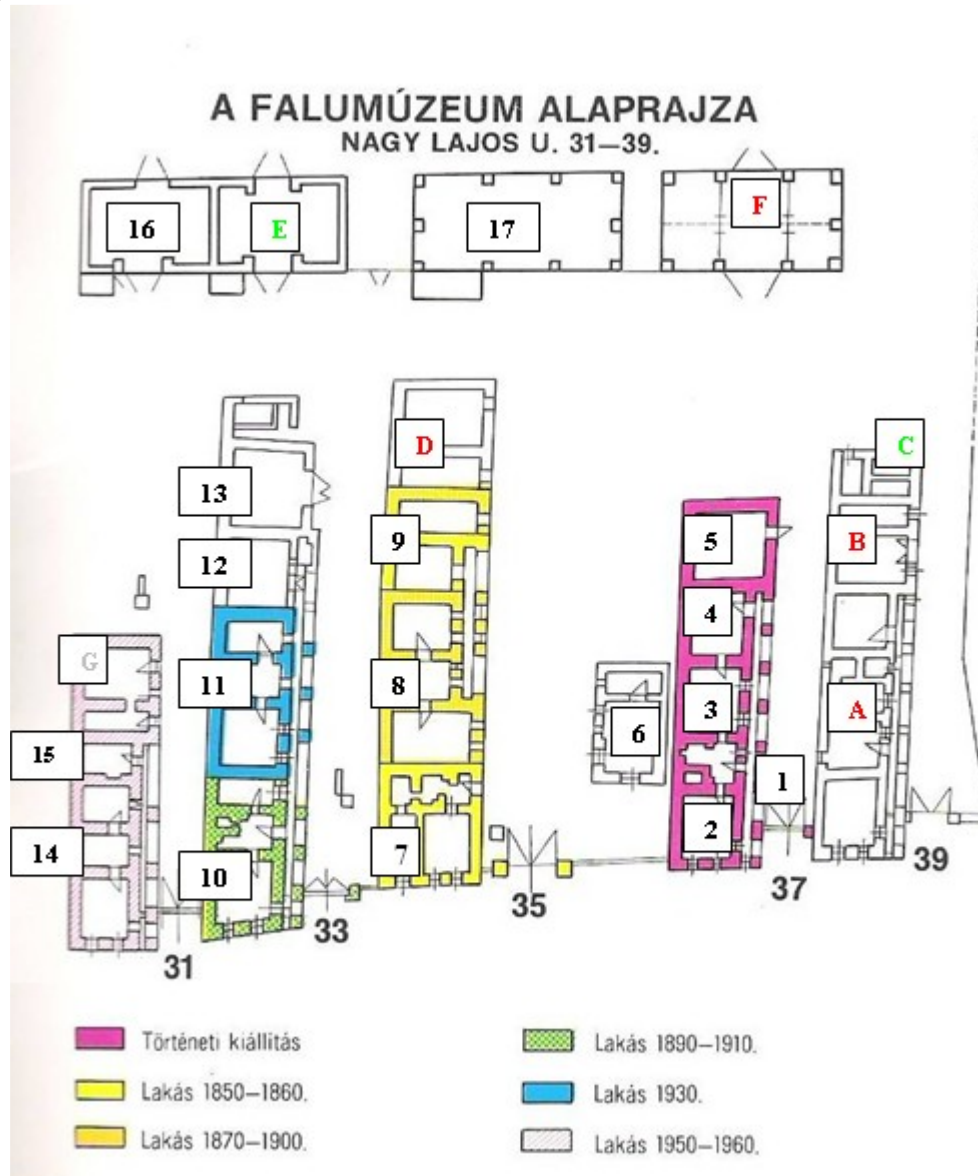 A FALUMÚZEUM ALAPRAJZA
NAGY LAJOS U. 31–39.
16
E
17
F
D
C
13
9
5
B
12
4
G
11
8
3
A
6
15
1
14
10
7
2
31
33
35
37
39
Történeti kiállítás
Lakás 1850–1860.
Lakás 1870–1900.
Lakás 1890–1910.
Lakás 1930.
Lakás 1950–1960.